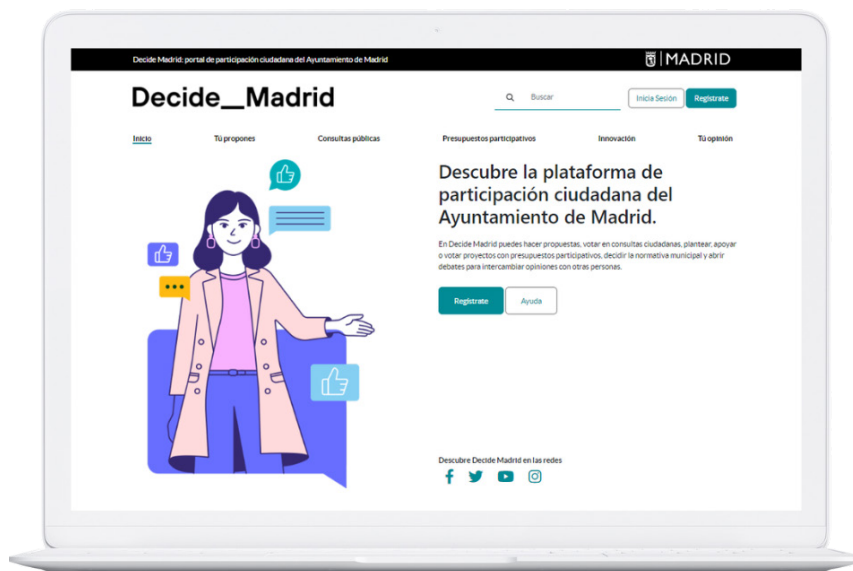 Decide Madrid: portal de participación ciudadana del Ayuntamiento de Madrid
MADRID
Decide__Madrid
Buscar
Inicia Sesión
Regístrate
Inicio
Tú propones
Consultas públicas
Presupuestos participativos
Innovación
Tú opinión
Descubre la plataforma de
participación ciudadana del
Ayuntamiento de Madrid.
En Decide Madrid puedes hacer propuestas, votar en consultas ciudadanas, plantear, apoyar
o votar proyectos con presupuestos participativos, decidir la normativa municipal y abrir
debates para intercambiar opiniones con otras personas.
Regístrate
Ayuda
Descubre Decide Madrid en las redes